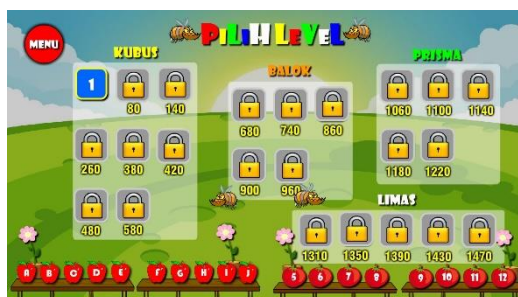 MENU
PILIH LEVEL
KUBUS
1 80 140
260 380 420
480 580
BALOK
680 740 860
900 960
PRISMA
1060 1100 1140
1180 1220
LIMAS
1310 1350 1390 1430 1470
A B C D E F G H I J 5 6 7 8 9 10 11 12